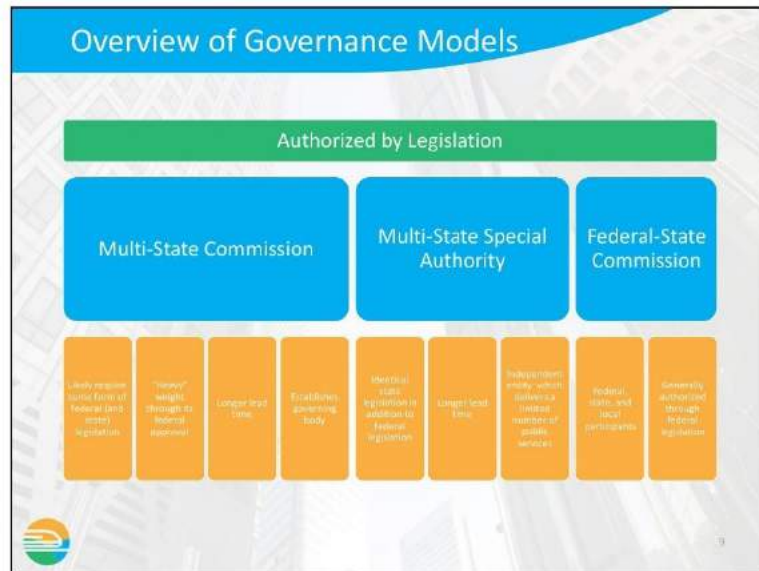 Overview of Governance Models
Authorized by Legislation
Multi-State Commission
Multi-State Special
Authority
Federal-State
Commission
Likely require
some form of
federal (and
state)
legislation
"Heavy"
weight
through its
federal
approval
Longer lead
time
Establishes
governing
body
Identical
state
legislation in
addition to
federal
legislation
Longer lead
time
Independent
entity which
delivers a
limited
number of
public
services
Federal,
state, and
local
participants
Generally
authorized
through
federal
legislation
9